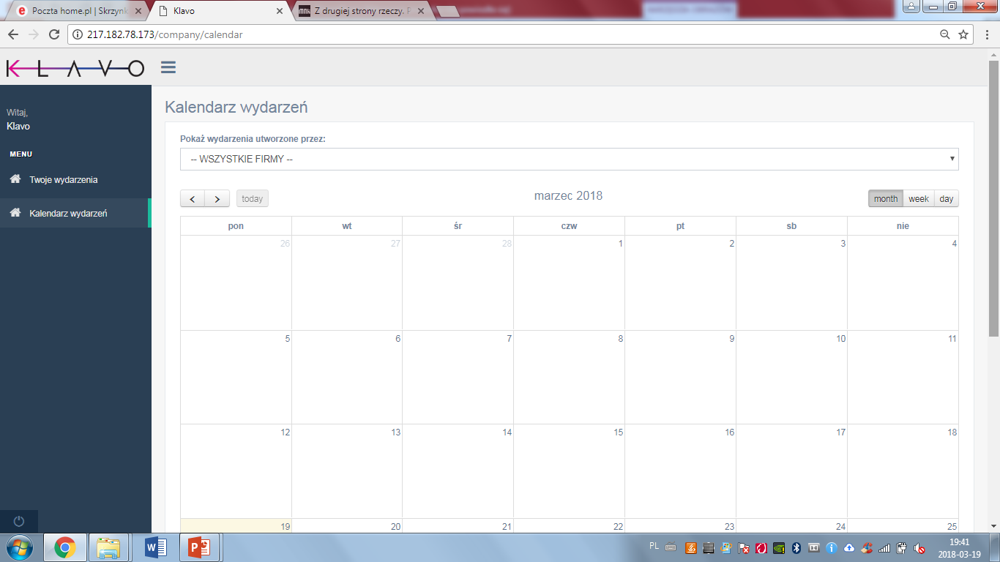 Poczta home.pl | Skrzynk
Klavo
Z drugiej strony rzeczy. P
217.182.78.173/company/calendar
KLAVO
Witaj,
Klavo
MENU
Twoje wydarzenia
Kalendarz wydarzeń
Kalendarz wydarzeń
Pokaż wydarzenia utworzone przez:
-- WSZYSTKIE FIRMY --
today
marzec 2018
month week day
pon wt śr czw pt sb nie
26 27 28 1 2 3 4
5 6 7 8 9 10 11
12 13 14 15 16 17 18
19 20 21 22 23 24 25
PL
19:41
2018-03-19